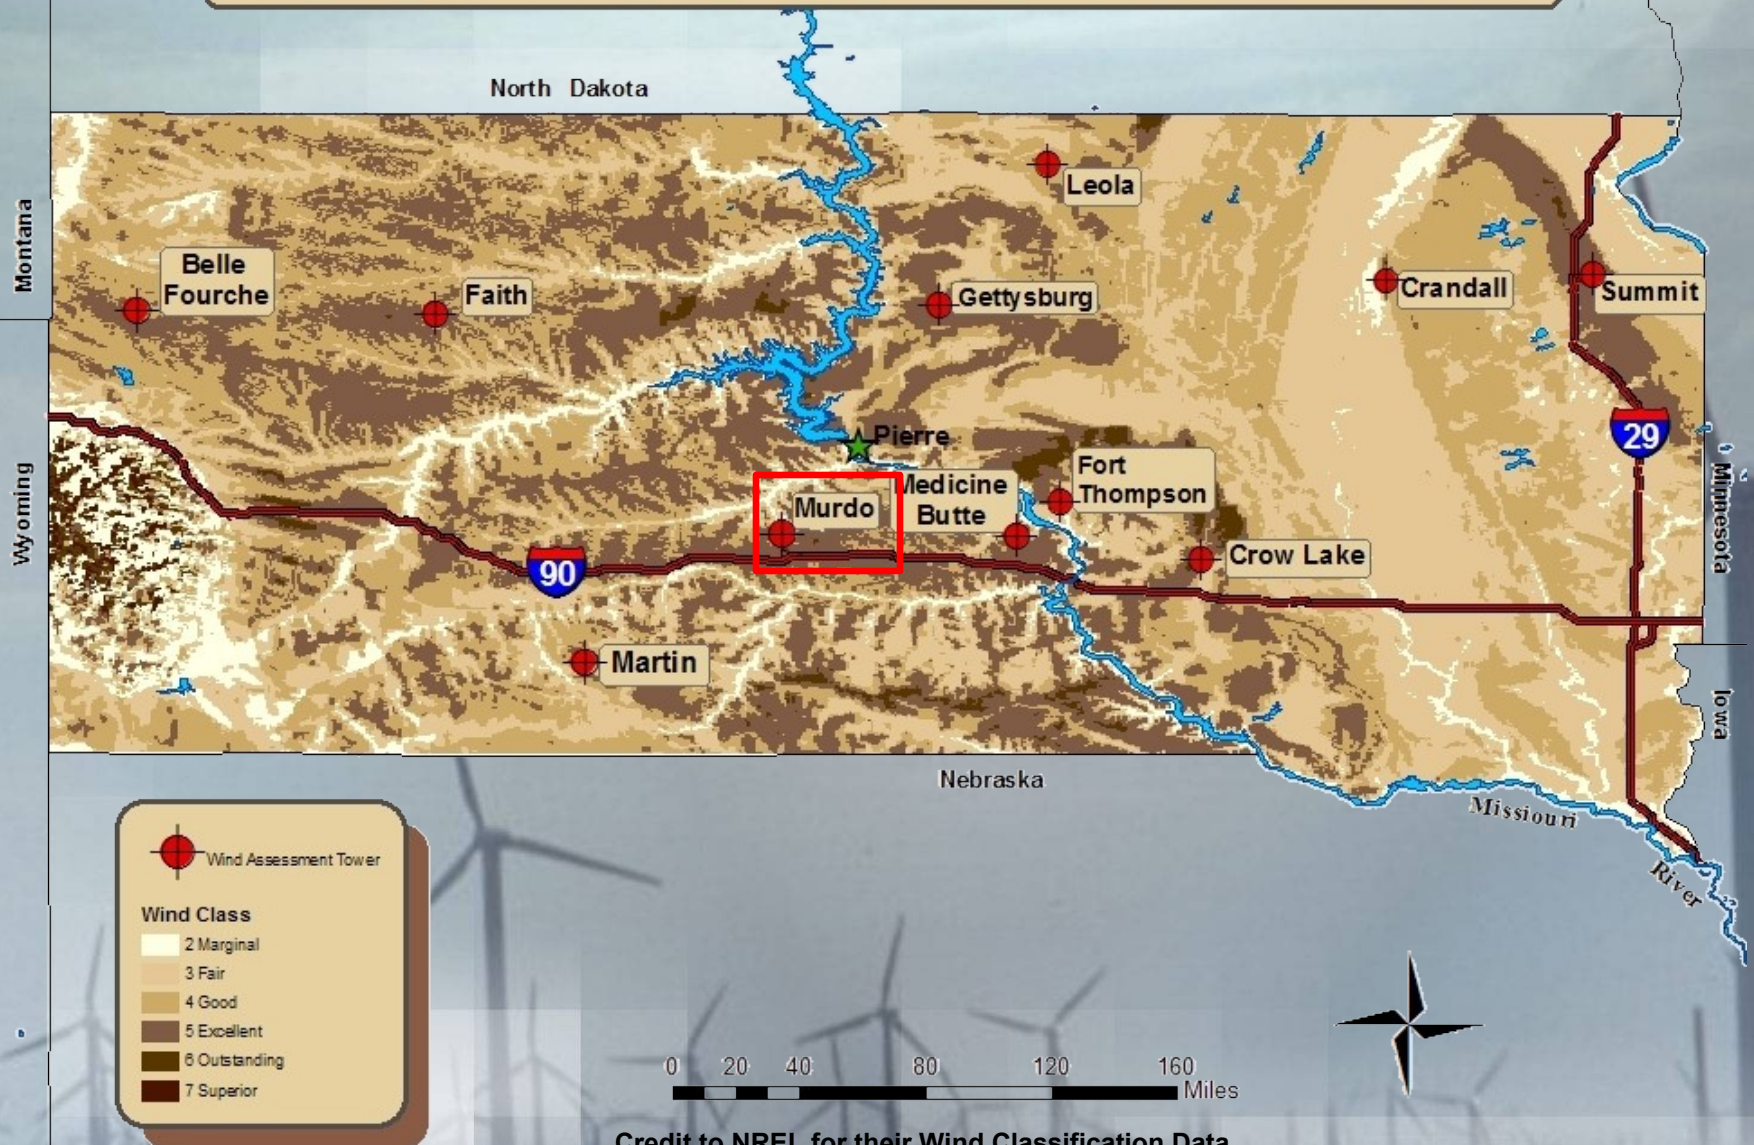 North Dakota
Montana
Leola
Belle
Fourche
Faith
Gettysburg
Crandall
Summit
Pierre
29
Wyoming
Minnesota
Murdo
Medicine
Butte
Fort
Thompson
Crow Lake
90
Martin
Iowa
Nebraska
Missouri
River
Wind Assessment Tower
Wind Class
2 Marginal
3 Fair
4 Good
5 Excellent
6 Outstanding
7 Superior
0 20 40 80 120 160
Miles
Credit to NREL for their Wind Classification Data